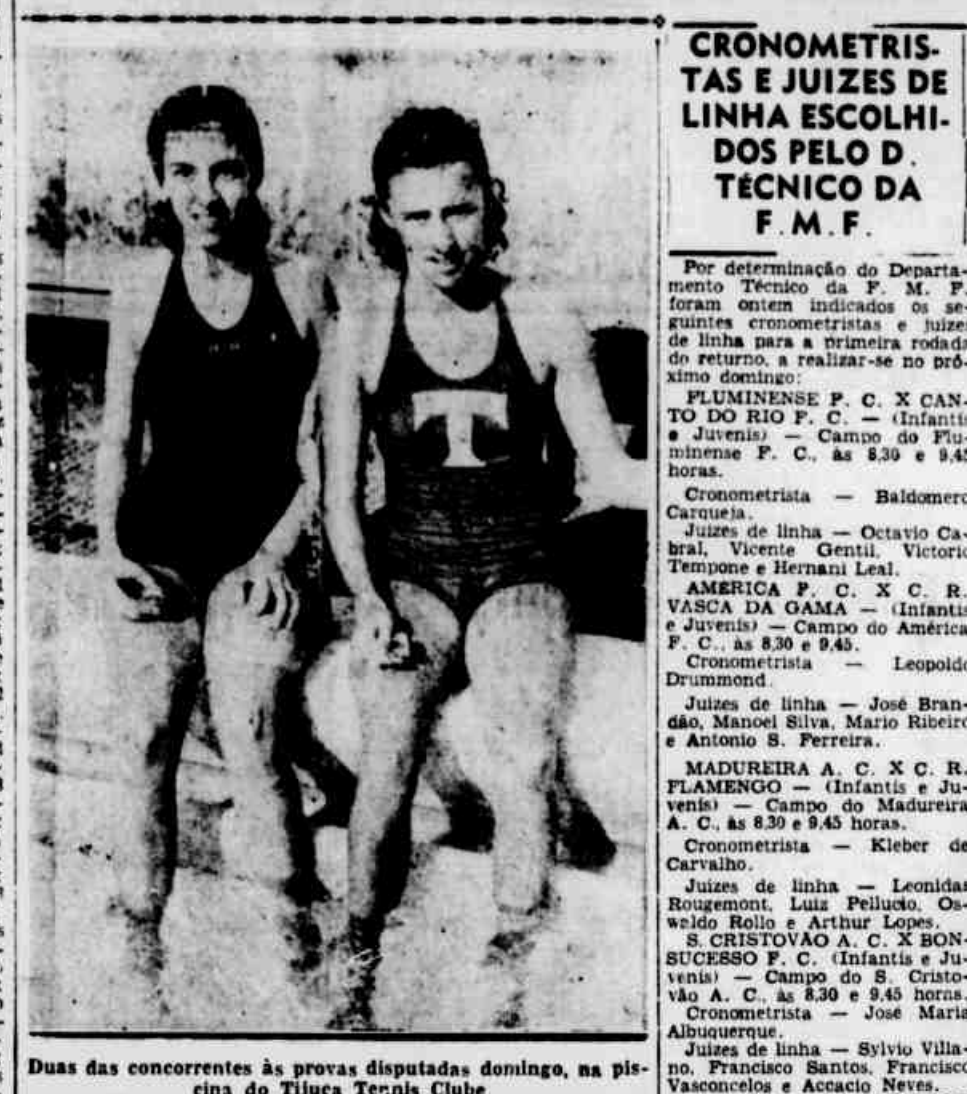 T
Duas das concorrentes às provas disputadas domingo, na pis-
cina do Tijuca Tennis Clube
CRONOMETRIS-
TAS E JUIZES DE
LINHA ESCOLHI-
DOS PELO D.
TÉCNICO DA
F.M.F.
Por determinação do Departa-
mento Técnico da F. M. F.
foram ontem indicados os se-
guintes cronometristas e juizes
de linha para a primeira rodada
do returno, a realizar-se no pró-
ximo domingo:
FLUMINENSE F. C. X CAN-
TO DO RIO F. C. — (Infantis
e Juvenis) — Campo do Flu-
minense F. C., às 8,30 e 9,45
horas.
Cronometrista — Baldomero
Carqueja.
Juizes de linha — Octavio Ca-
bral, Vicente Gentil, Victorio
Tempone e Hernani Leal.
AMÉRICA F. C. X C. R.
VASCA DA GAMA — (Infantis
e Juvenis) — Campo do América
F. C., às 8,30 e 9,45.
Cronometrista — Leopoldo
Drummond.
Juizes de linha — José Bran-
dão, Manoel Silva, Mario Ribeiro
e Antonio S. Ferreira.
MADUREIRA A. C. X C. R.
FLAMENGO — (Infantis e Ju-
venis) — Campo do Madureira
A. C., às 8,30 e 9,45 horas.
Cronometrista — Kleber de
Carvalho.
Juizes de linha — Leonidas
Rougemont, Luiz Pellucio, Os-
waldo Rollo e Arthur Lopes.
S. CRISTOVÃO A. C. X BON-
SUCESSO F. C. (Infantis e Ju-
venis) — Campo do S. Cristo-
vão A. C., às 8,30 e 9,45 horas.
Cronometrista — José Maria
Albuquerque.
Juizes de linha — Sylvio Villa-
no, Francisco Santos, Francisco
Vasconcelos e Accacio Neves.